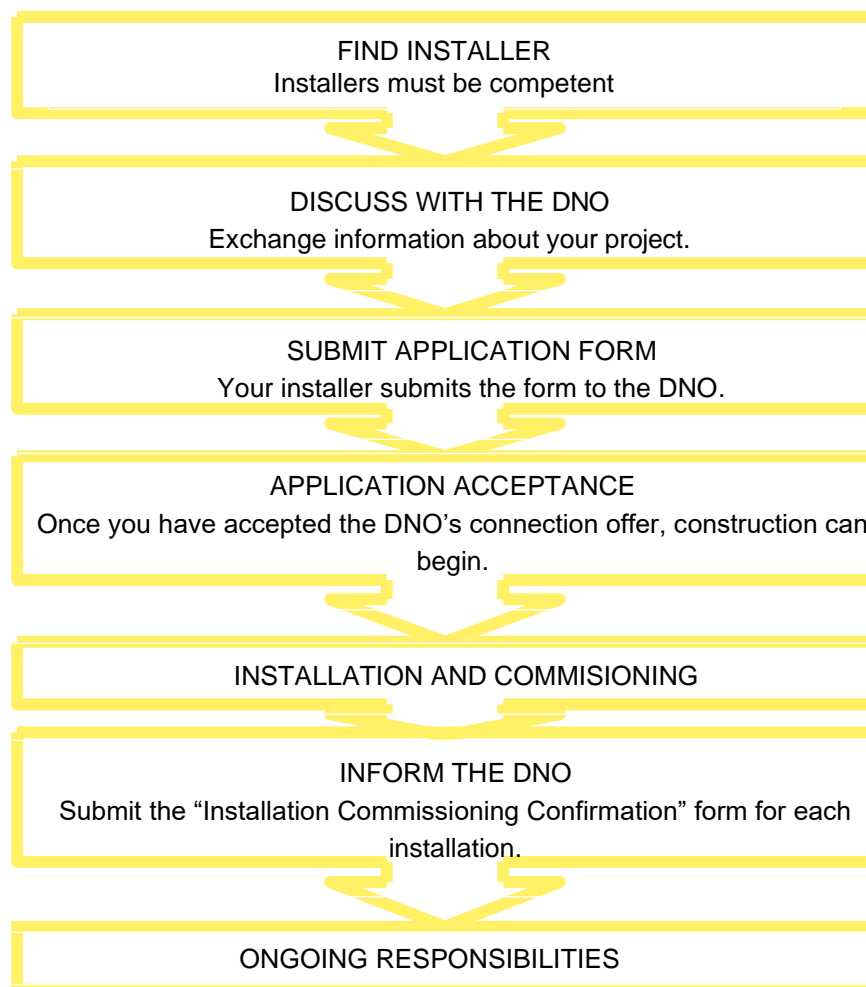 FIND INSTALLER
Installers must be competent
DISCUSS WITH THE DNO
Exchange information about your project.
SUBMIT APPLICATION FORM
Your installer submits the form to the DNO.
APPLICATION ACCEPTANCE
Once you have accepted the DNO’s connection offer, construction can
begin.
INSTALLATION AND COMMISIONING
INFORM THE DNO
Submit the “Installation Commissioning Confirmation” form for each
installation.
ONGOING RESPONSIBILITIES